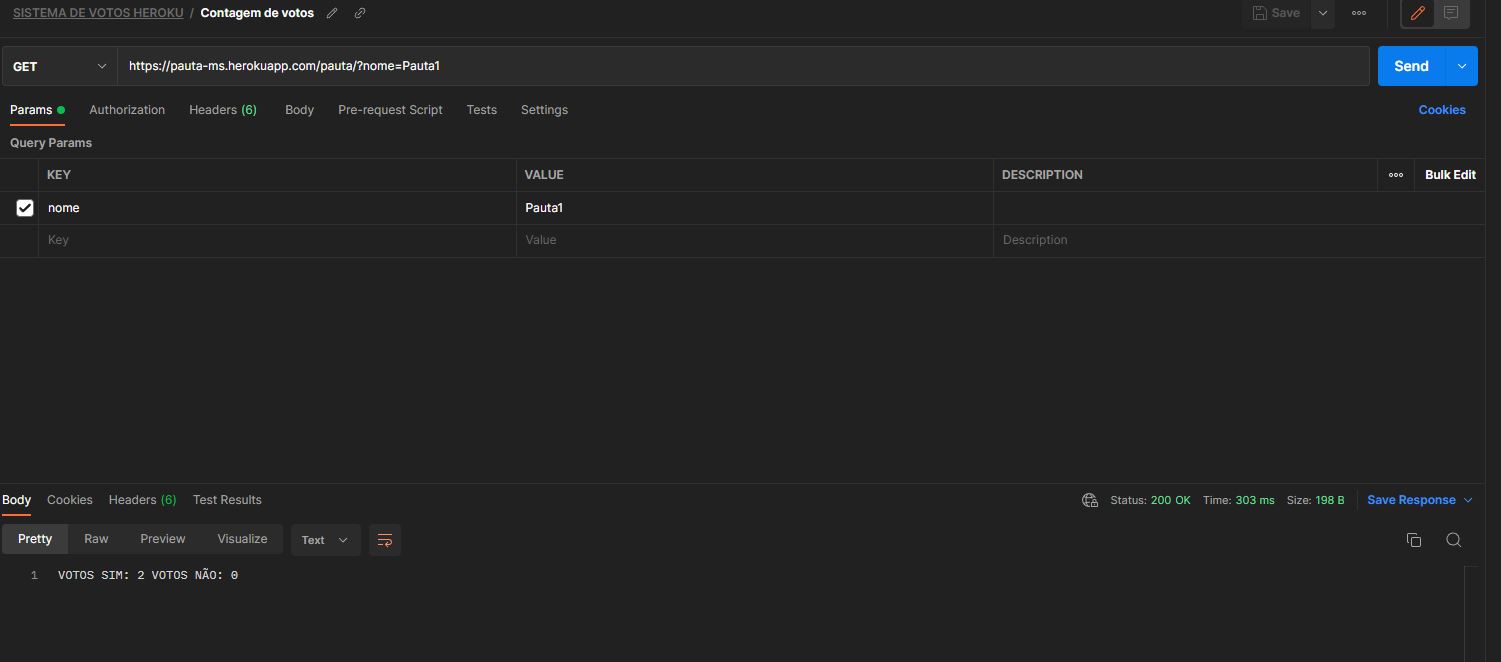 SISTEMA DE VOTOS HEROKU / Contagem de votos Save
GET https://pauta-ms.herokuapp.com/pauta/?nome=Pauta1 Send
Params Authorization Headers (6) Body Pre-request Script Tests Settings Cookies
Query Params
KEY VALUE DESCRIPTION Bulk Edit
nome Pauta1
Key Value Description
Body Cookies Headers (6) Test Results Status: 200 OK Time: 303 ms Size: 198 B Save Response
Pretty Raw Preview Visualize Text
1 VOTOS SIM: 2 VOTOS NÃO: 0